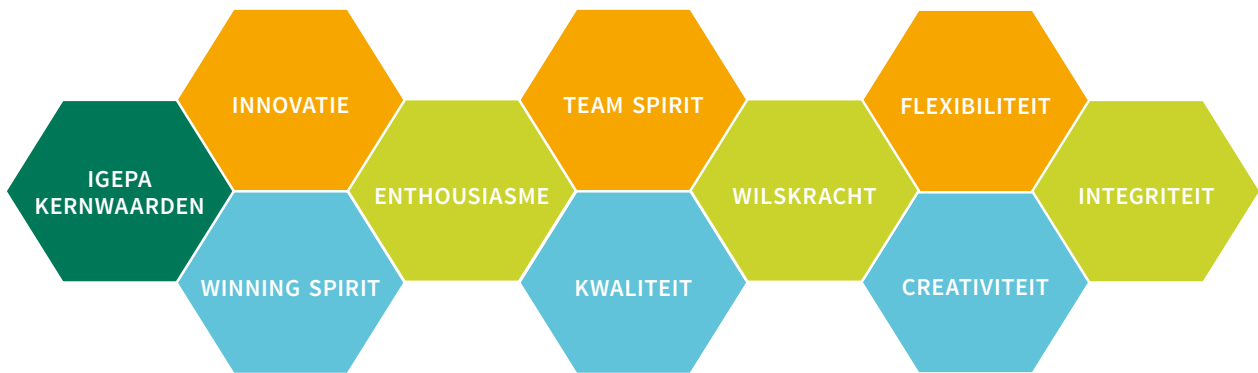 IGEPA
KERNWAARDEN
INNOVATIE
WINNING SPIRIT
ENTHOUSIASME
TEAM SPIRIT
KWALITEIT
WILSKRACHT
FLEXIBILITEIT
CREATIVITEIT
INTEGRITEIT